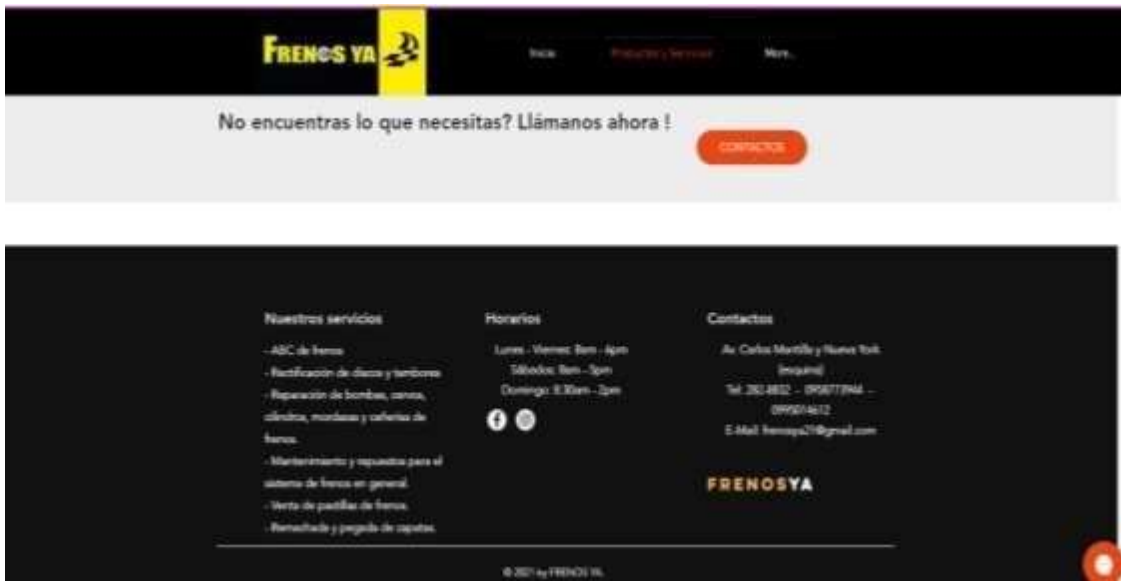 FRENOS YA
Inicio
Productos y Servicios
More..
No encuentras lo que necesitas? Llámanos ahora !
CONTACTOS
Nuestros servicios
- ABC de frenos
- Rectificación de discos y tambores
- Reparación de bombas, servos,
cilindros, mordazas y cañerías de
frenos.
- Mantenimiento y repuestos para el
sistema de frenos en general.
- Venta de pastillas de frenos.
- Remachada y pegada de zapatas.
Horarios
Lunes - Viernes: 8am - 6pm
Sábados: 8am - 5pm
Domingo: 8:30am - 2pm
Contactos
Av. Carlos Mantilla y Nueva York
(esquina)
Tel: -
E-Mail: frenosya21@gmail.com
FRENOSYA
© 2021 by FRENOS YA.